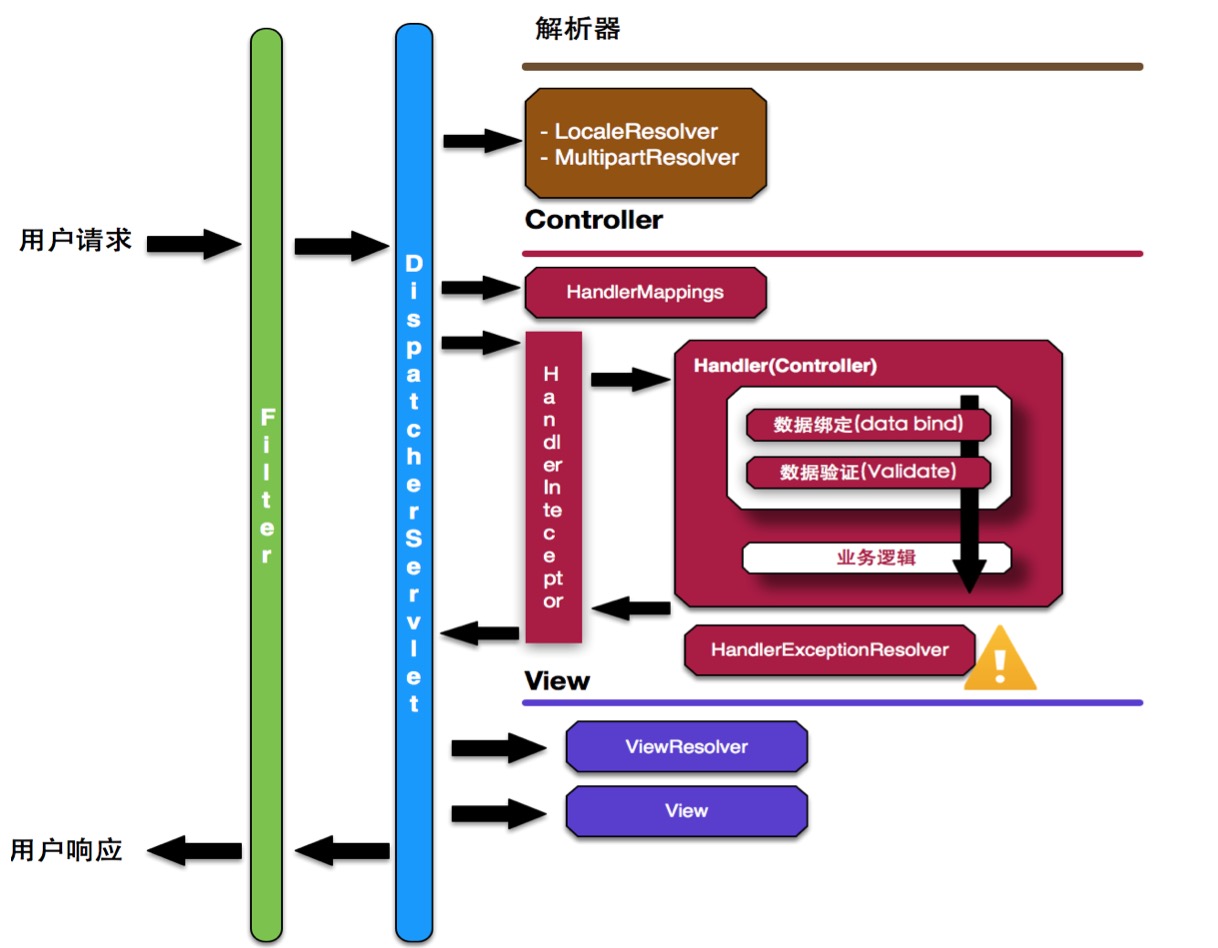 解析器
- LocaleResolver
- MultipartResolver
Controller
用户请求
HandlerMappings
Filter
DispatcherServlet
HandlerInteceptor
Handler(Controller)
数据绑定(data bind)
数据验证(Validate)
业务逻辑
HandlerExceptionResolver
!
View
ViewResolver
View
用户响应